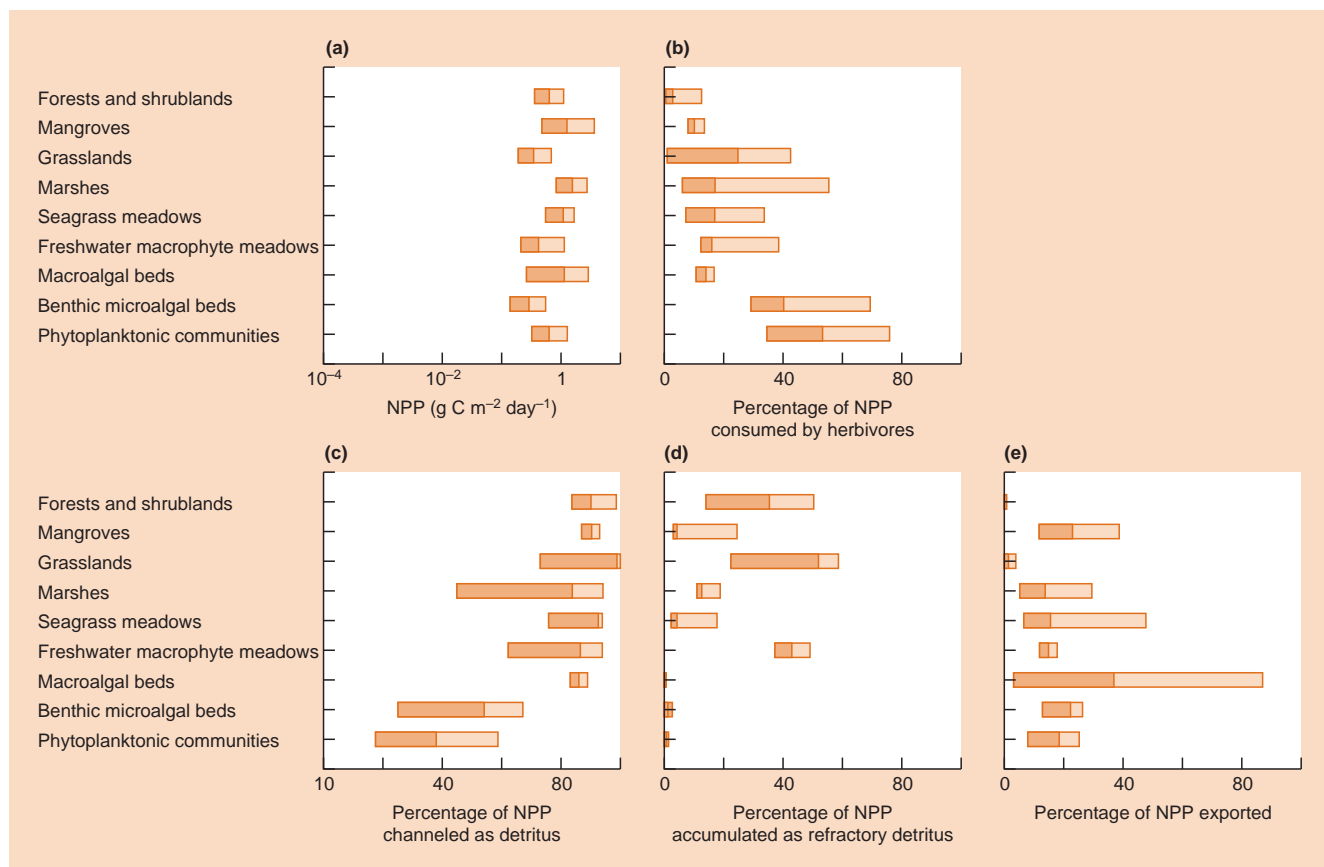 (a)
(b)
Forests and shrublands
Mangroves
Grasslands
Marshes
Seagrass meadows
Freshwater macrophyte meadows
Macroalgal beds
Benthic microalgal beds
Phytoplanktonic communities
10⁻⁴ 10⁻² 1
0 40 80
NPP (g C m⁻² day⁻¹)
Percentage of NPP
consumed by herbivores
(c)
(d)
(e)
Forests and shrublands
Mangroves
Grasslands
Marshes
Seagrass meadows
Freshwater macrophyte meadows
Macroalgal beds
Benthic microalgal beds
Phytoplanktonic communities
10 40 80
0 40 80
0 40 80
Percentage of NPP
channeled as detritus
Percentage of NPP
accumulated as refractory detritus
Percentage of NPP exported